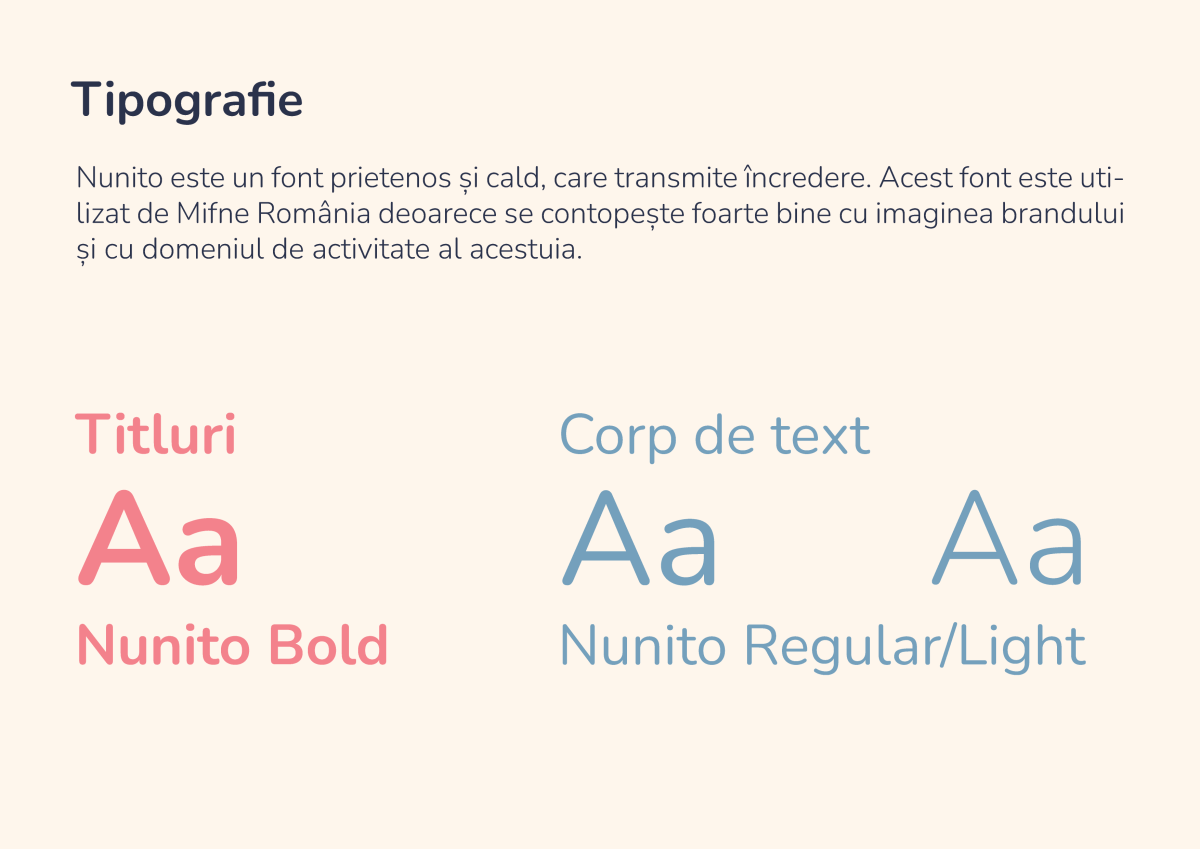 Tipografie
Nunito este un font prietenos și cald, care transmite încredere. Acest font este uti-
lizat de Mifne România deoarece se contopește foarte bine cu imaginea brandului
și cu domeniul de activitate al acestuia.
Titluri
Aa
Nunito Bold
Corp de text
Aa Aa
Nunito Regular/Light